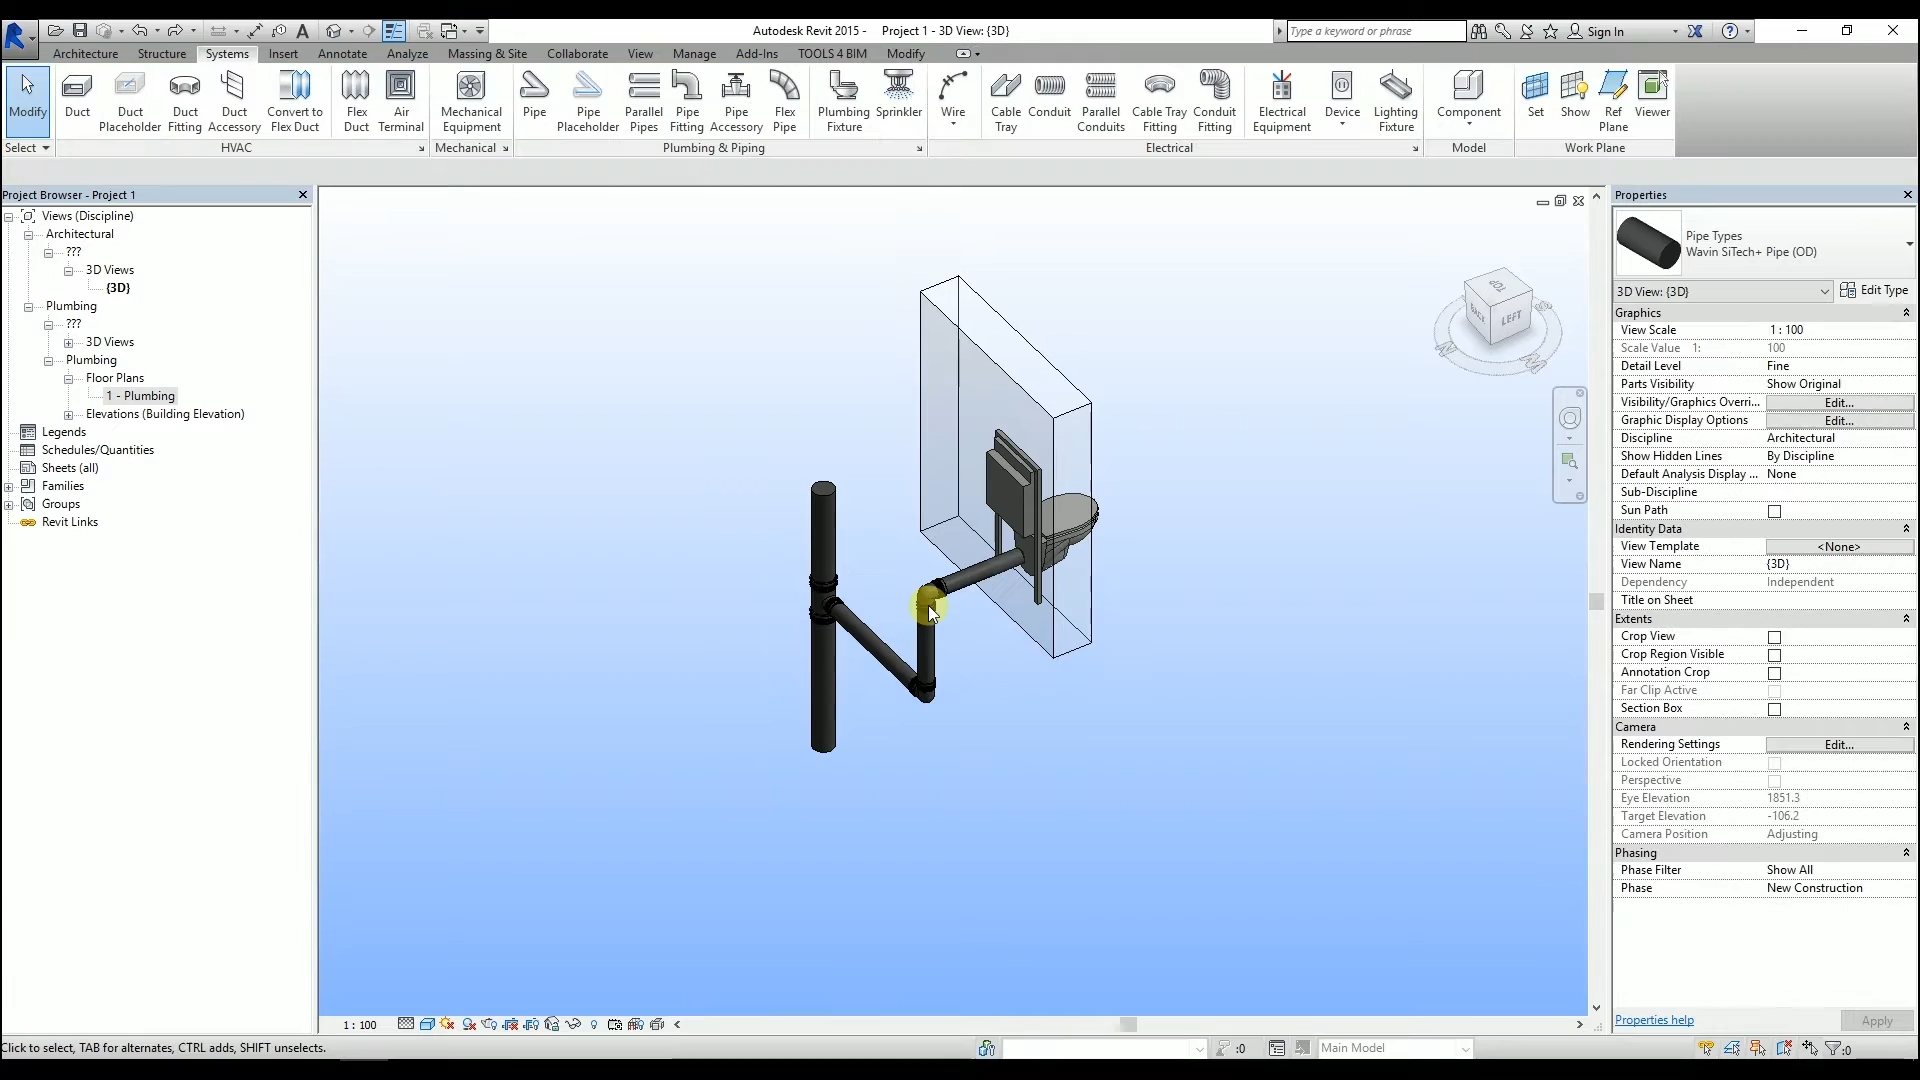 Autodesk Revit 2015 - Project 1 - 3D View: {3D}
Type a keyword or phrase
Sign In
Architecture Structure Systems Insert Annotate Analyze Massing & Site Collaborate View Manage Add-Ins TOOLS 4 BIM Modify
Modify
Duct
Duct Placeholder
Duct Fitting
Duct Accessory
Convert to Flex Duct
Flex Duct
Air Terminal
Mechanical Equipment
Pipe
Pipe Placeholder
Parallel Pipes
Pipe Fitting
Pipe Accessory
Flex Pipe
Plumbing Fixture
Sprinkler
Wire
Cable Tray
Conduit
Parallel Conduits
Cable Tray Fitting
Conduit Fitting
Electrical Equipment
Device
Lighting Fixture
Component
Set
Show
Ref Plane
Viewer
Select HVAC Mechanical Plumbing & Piping Electrical Model Work Plane
Project Browser - Project 1
Views (Discipline)
Architectural
???
3D Views
{3D}
Plumbing
???
3D Views
Plumbing
Floor Plans
1 - Plumbing
Elevations (Building Elevation)
Legends
Schedules/Quantities
Sheets (all)
Families
Groups
Revit Links
TOP
BACK
LEFT
Properties
Pipe Types
Wavin SiTech+ Pipe (OD)
3D View: {3D} Edit Type
Graphics
View Scale 1 : 100
Scale Value 1: 100
Detail Level Fine
Parts Visibility Show Original
Visibility/Graphics Overri... Edit...
Graphic Display Options Edit...
Discipline Architectural
Show Hidden Lines By Discipline
Default Analysis Display ... None
Sub-Discipline
Sun Path
Identity Data
View Template <None>
View Name {3D}
Dependency Independent
Title on Sheet
Extents
Crop View
Crop Region Visible
Annotation Crop
Far Clip Active
Section Box
Camera
Rendering Settings Edit...
Locked Orientation
Perspective
Eye Elevation 1851.3
Target Elevation -106.2
Camera Position Adjusting
Phasing
Phase Filter Show All
Phase New Construction
Properties help Apply
1 : 100
Click to select, TAB for alternates, CTRL adds, SHIFT unselects.
:0
Main Model
:0